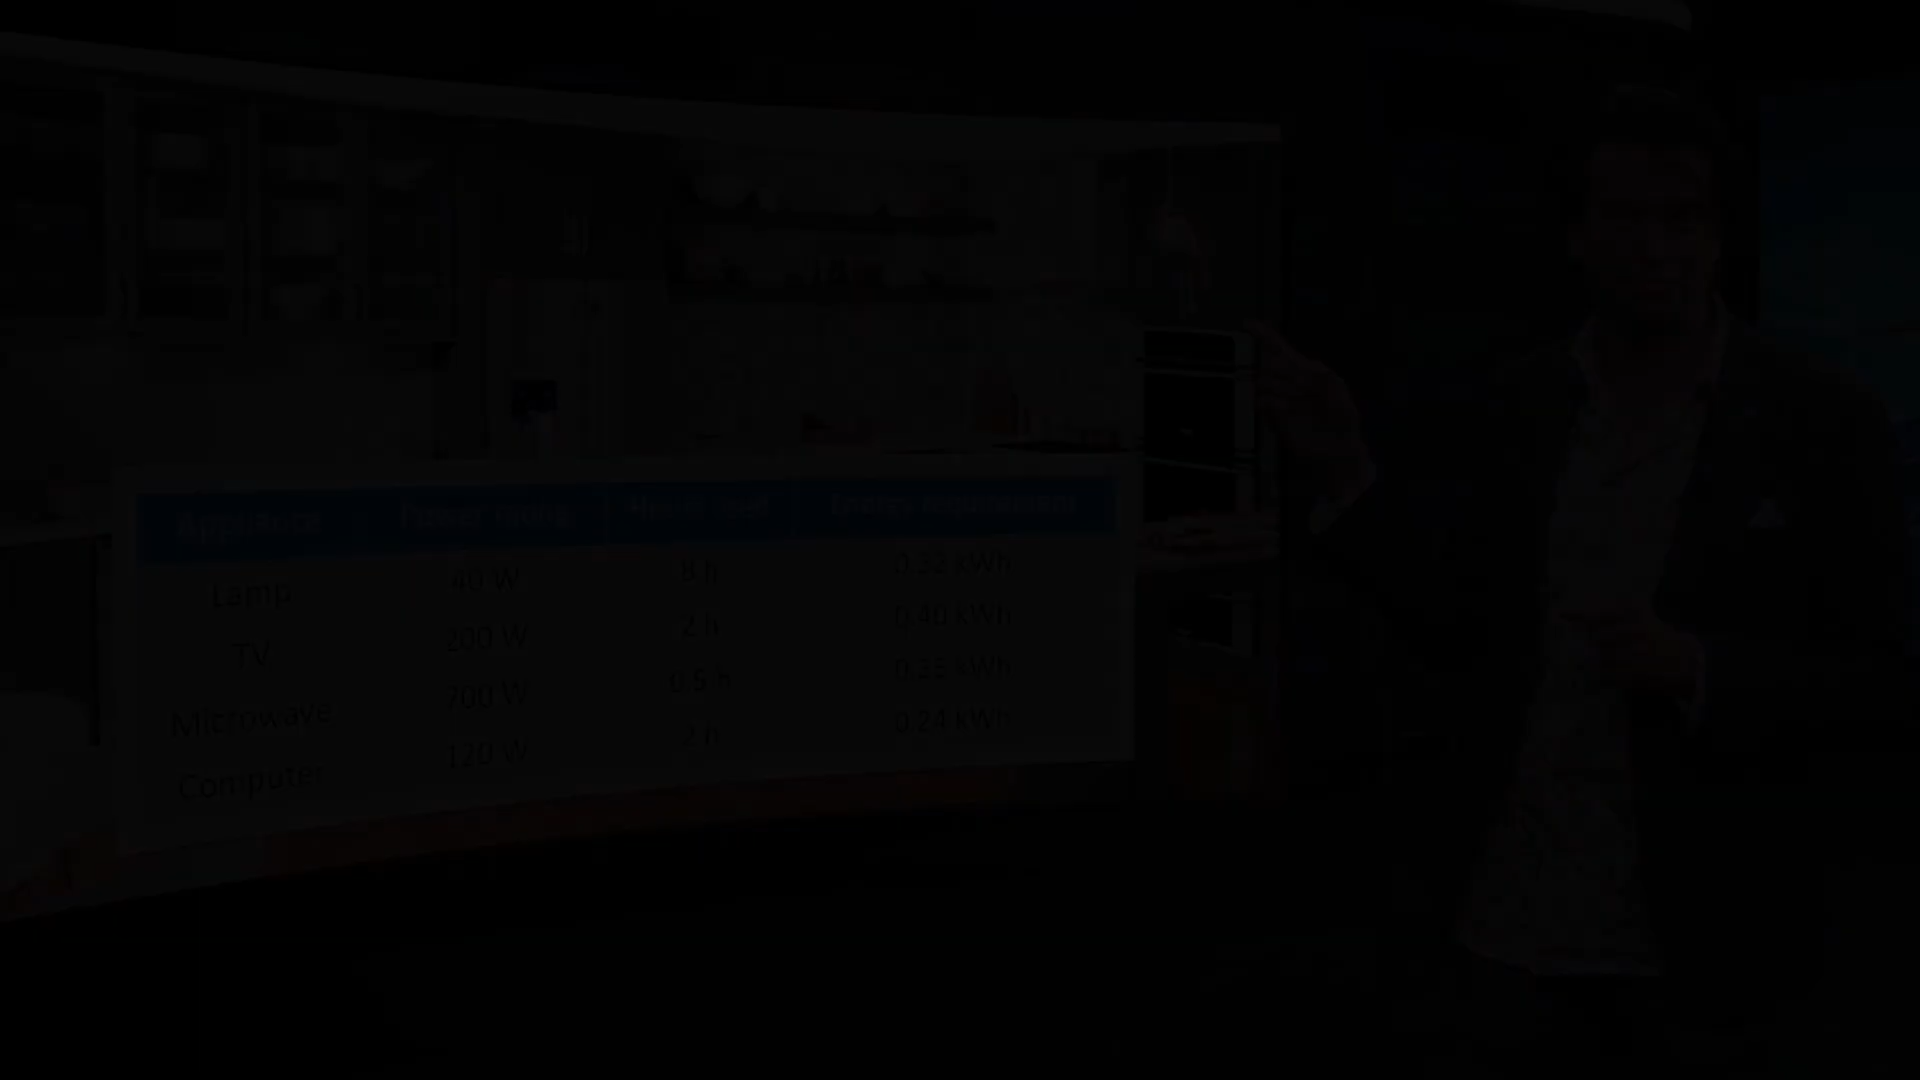 Appliance Power rating Hours used Energy requirement
Lamp 40 W 8 h 0.32 kWh
TV 200 W 2 h 0.40 kWh
Microwave 700 W 0.5 h 0.35 kWh
Computer 120 W 2 h 0.24 kWh